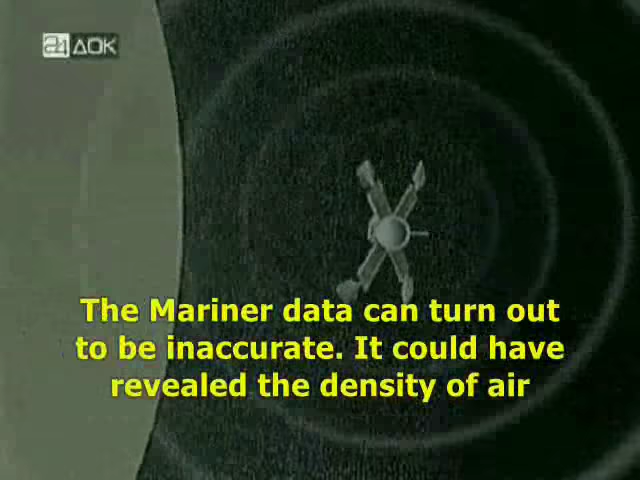 24 ДОК
The Mariner data can turn out
to be inaccurate. It could have
revealed the density of air